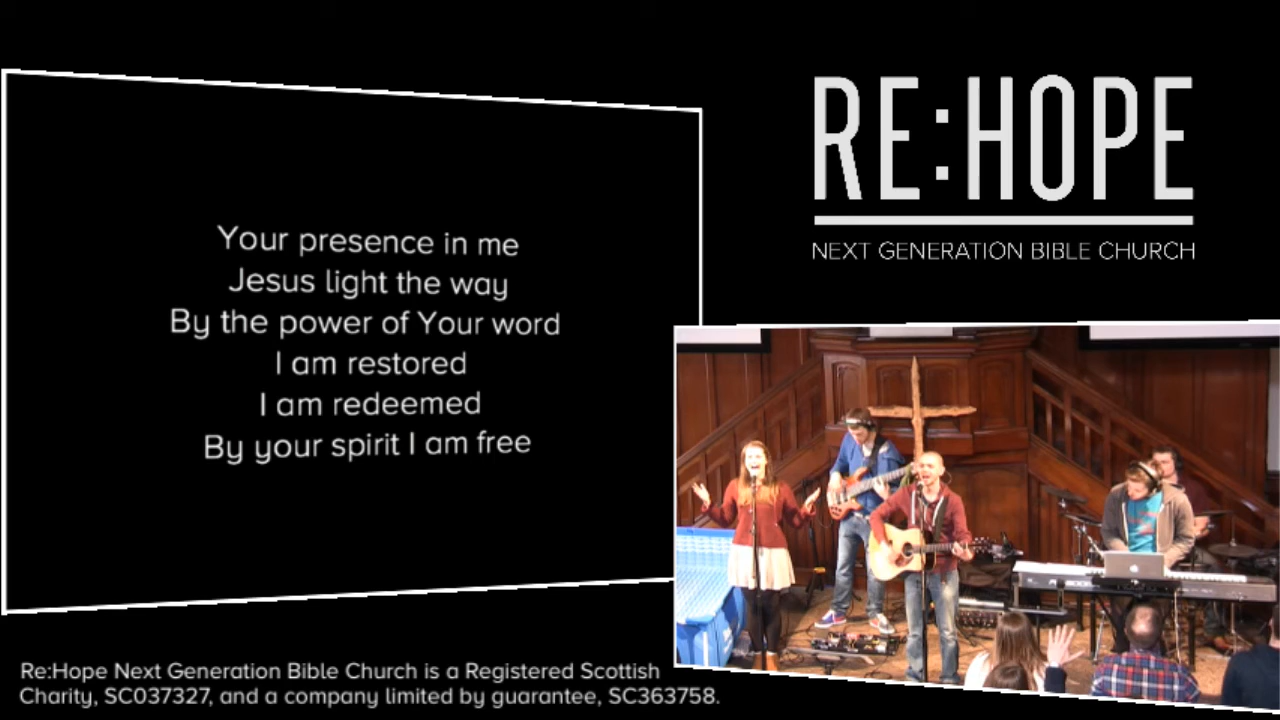 RE:HOPE
NEXT GENERATION BIBLE CHURCH
Your presence in me
Jesus light the way
By the power of Your word
I am restored
I am redeemed
By your spirit I am free
Re:Hope Next Generation Bible Church is a Registered Scottish
Charity, SC037327, and a company limited by guarantee, SC363758.